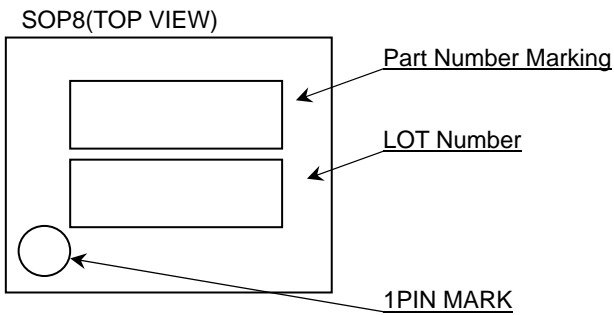 SOP8(TOP VIEW)
Part Number Marking
LOT Number
1PIN MARK